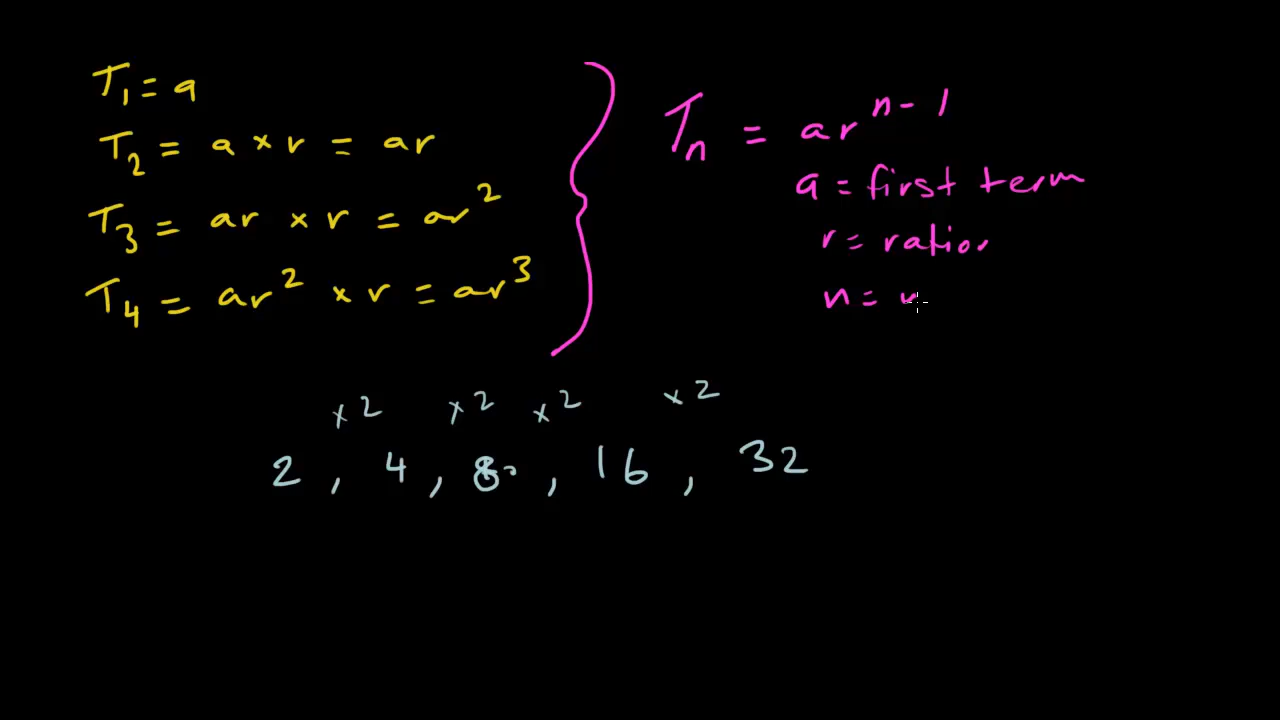 T₁ = a
T₂ = a × r = ar
T₃ = ar × r = ar²
T₄ = ar² × r = ar³
Tₙ = arⁿ⁻¹
a = first term
r = ratio
n =
×2 ×2 ×2 ×2
2 , 4 , 8 , 16 , 32